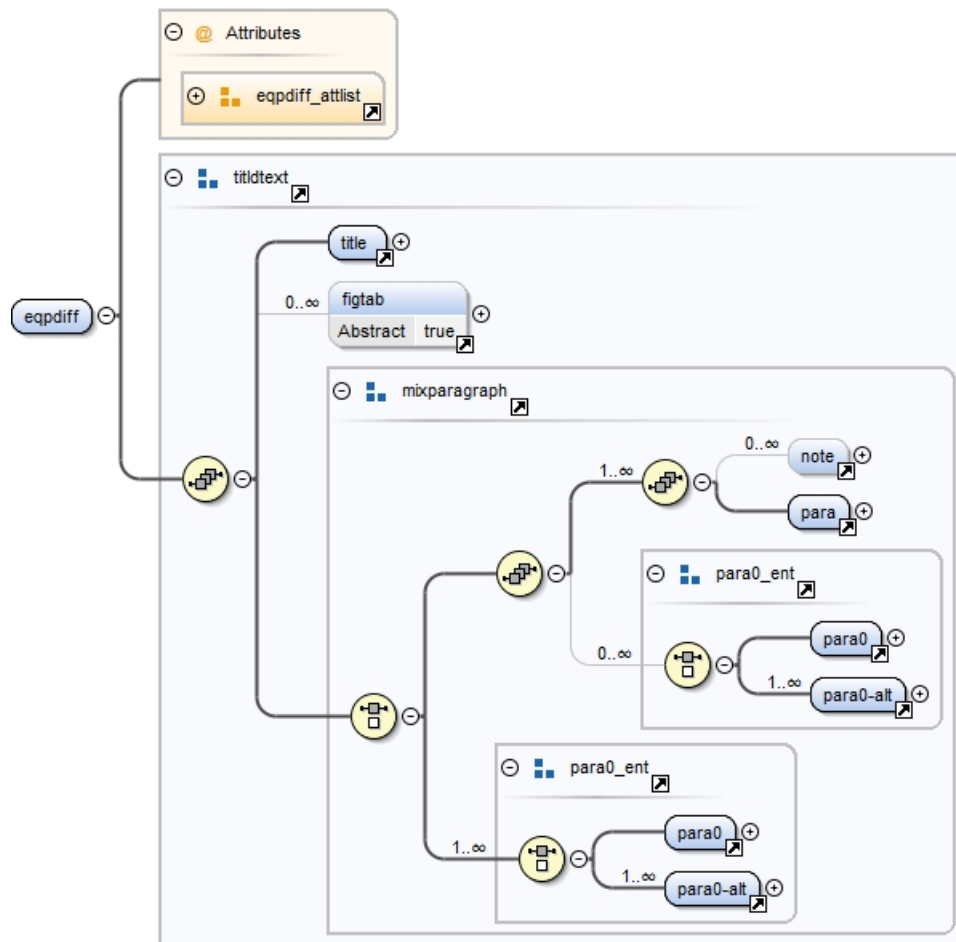 Attributes
eqpdiff_attlist
titldtext
title
0..∞
figtab
Abstract true
eqpdiff
mixparagraph
0..∞
note
1..∞
para
para0_ent
para0
0..∞
1..∞
para0-alt
para0_ent
para0
1..∞
1..∞
para0-alt